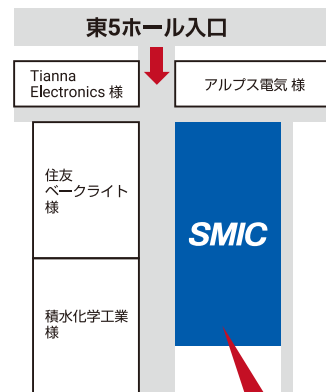 東5ホール入口
Tianna
Electronics 様
アルプス電気 様
住友
ベークライト
様
SMIC
積水化学工業
様